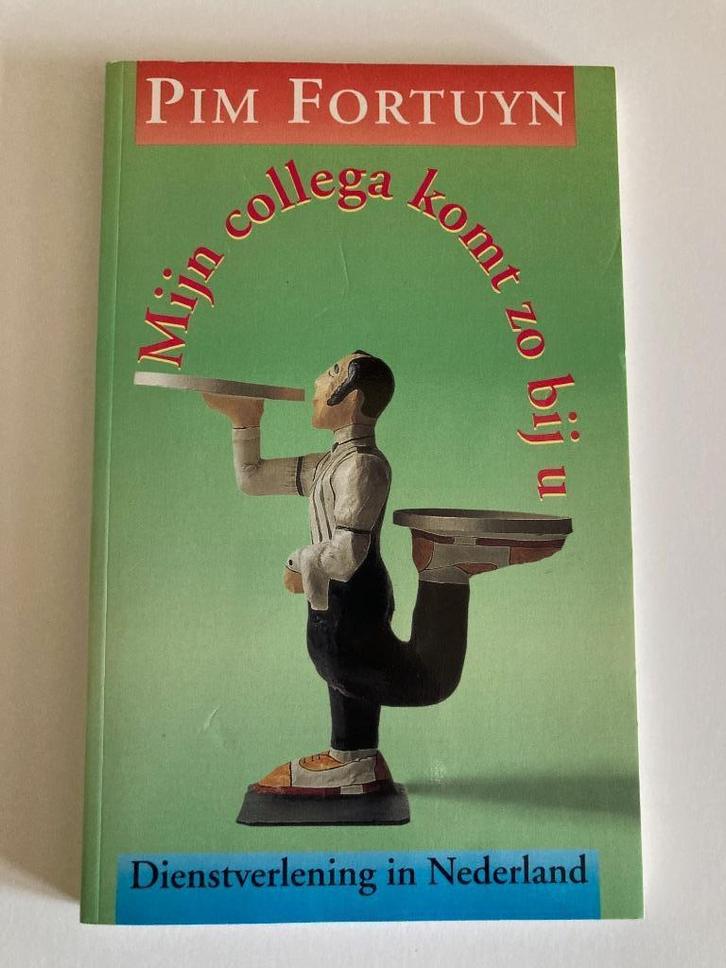 PIM FORTUYN
Mijn collega komt zo bij u
Dienstverlening in Nederland